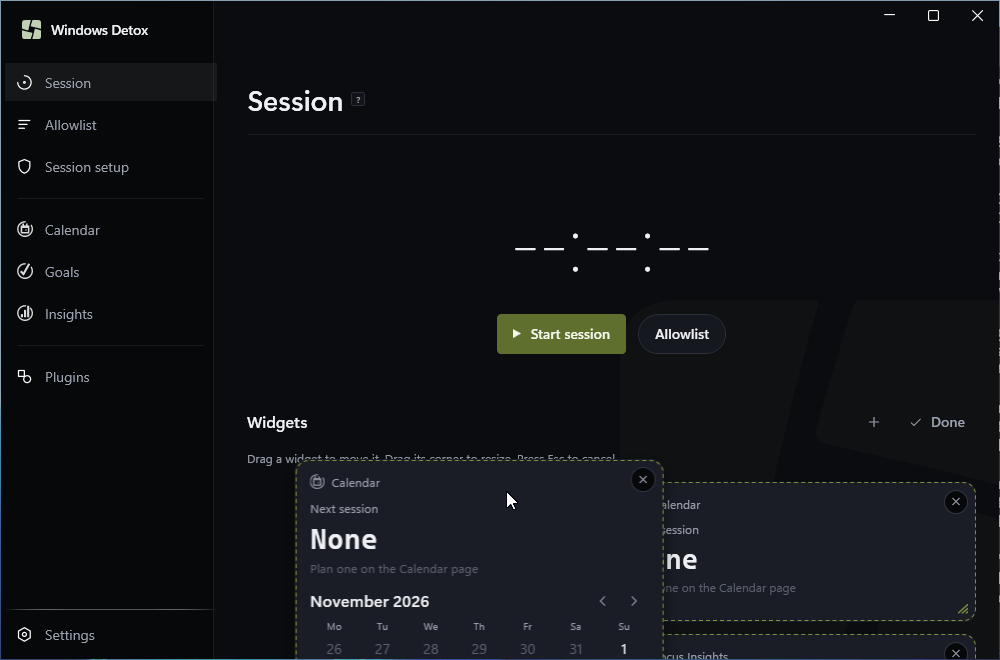 Windows Detox
Session
Allowlist
Session setup
Calendar
Goals
Insights
Plugins
Settings
Session ?
--:--:--
Start session
Allowlist
Widgets
Done
Drag a widget to move it. Drag its corner to resize. Press Esc to cancel.
Calendar
Next session
None
Plan one on the Calendar page
November 2026
Mo Tu We Th Fr Sa Su
26 27 28 29 30 31 1
alendar
session
ne
ne on the Calendar page
ocus Insights